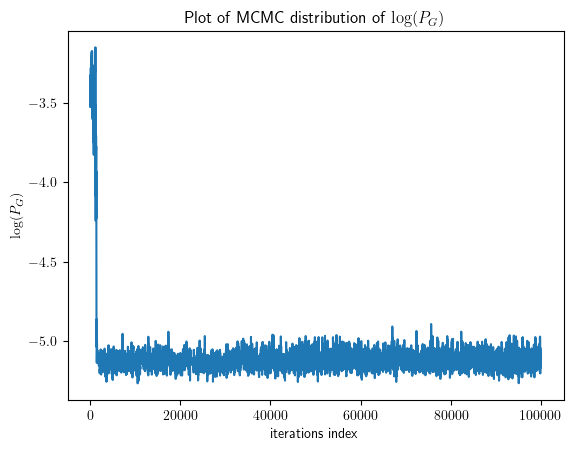 Plot of MCMC distribution of log(P_G)
log(P_G)
−3.5
−4.0
−4.5
−5.0
0 20000 40000 60000 80000 100000
iterations index